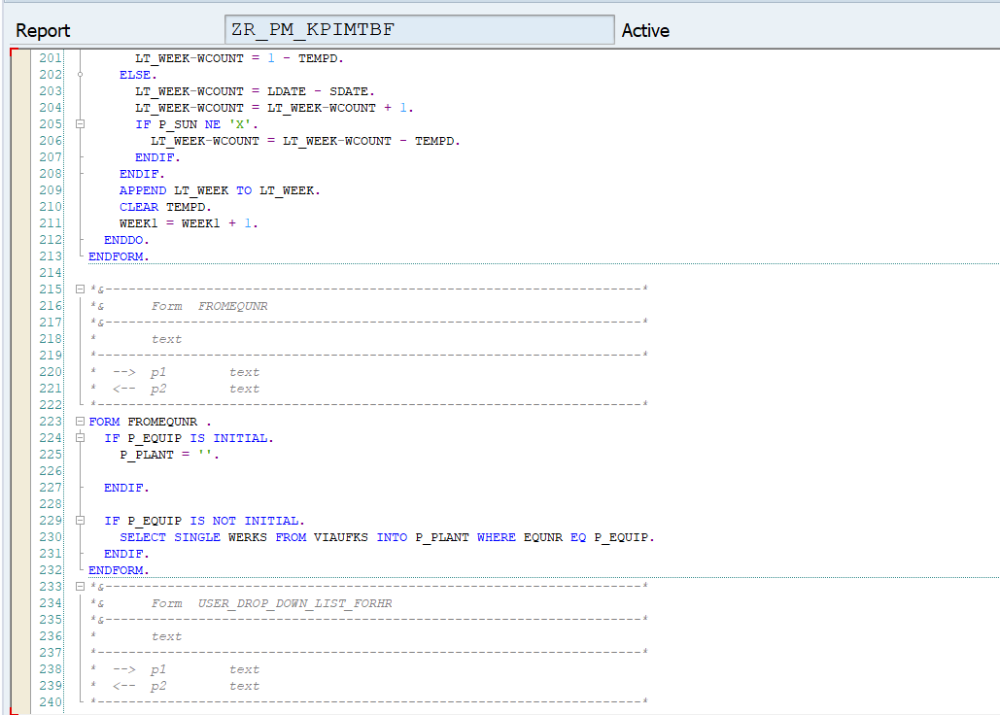 Report ZR_PM_KPIMTBF Active
201 LT_WEEK-WCOUNT = 1 - TEMPD.
202 ELSE.
203 LT_WEEK-WCOUNT = LDATE - SDATE.
204 LT_WEEK-WCOUNT = LT_WEEK-WCOUNT + 1.
205 IF P_SUN NE 'X'.
206 LT_WEEK-WCOUNT = LT_WEEK-WCOUNT - TEMPD.
207 ENDIF.
208 ENDIF.
209 APPEND LT_WEEK TO LT_WEEK.
210 CLEAR TEMPD.
211 WEEK1 = WEEK1 + 1.
212 ENDDO.
213 ENDFORM.
214
215 *&---------------------------------------------------------------------*
216 *&      Form  FROMEQUNR
217 *&---------------------------------------------------------------------*
218 *       text
219 *----------------------------------------------------------------------*
220 *  -->  p1        text
221 *  <--  p2        text
222 *----------------------------------------------------------------------*
223 FORM FROMEQUNR .
224 IF P_EQUIP IS INITIAL.
225 P_PLANT = ''.
226
227 ENDIF.
228
229 IF P_EQUIP IS NOT INITIAL.
230 SELECT SINGLE WERKS FROM VIAUFKS INTO P_PLANT WHERE EQUNR EQ P_EQUIP.
231 ENDIF.
232 ENDFORM.
233 *&---------------------------------------------------------------------*
234 *&      Form  USER_DROP_DOWN_LIST_FORHR
235 *&---------------------------------------------------------------------*
236 *       text
237 *----------------------------------------------------------------------*
238 *  -->  p1        text
239 *  <--  p2        text
240 *----------------------------------------------------------------------*